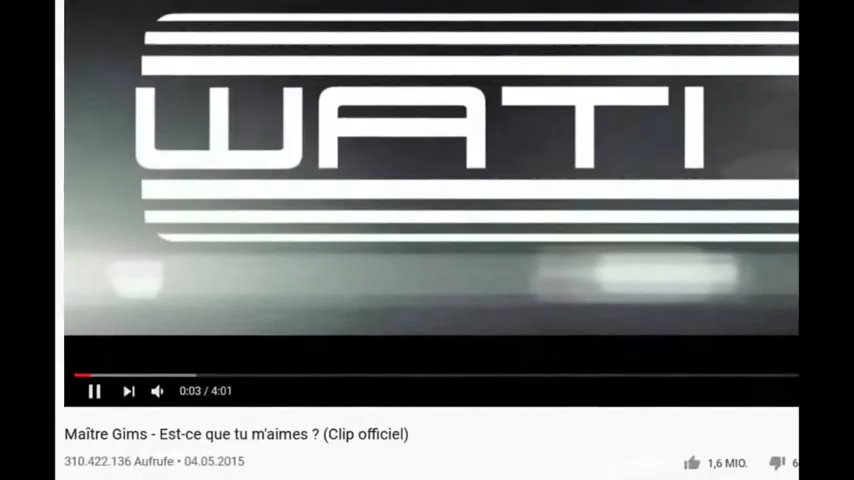 WATI
0:03 / 4:01
Maître Gims - Est-ce que tu m'aimes ? (Clip officiel)
310.422.136 Aufrufe • 04.05.2015
1,6 MIO.